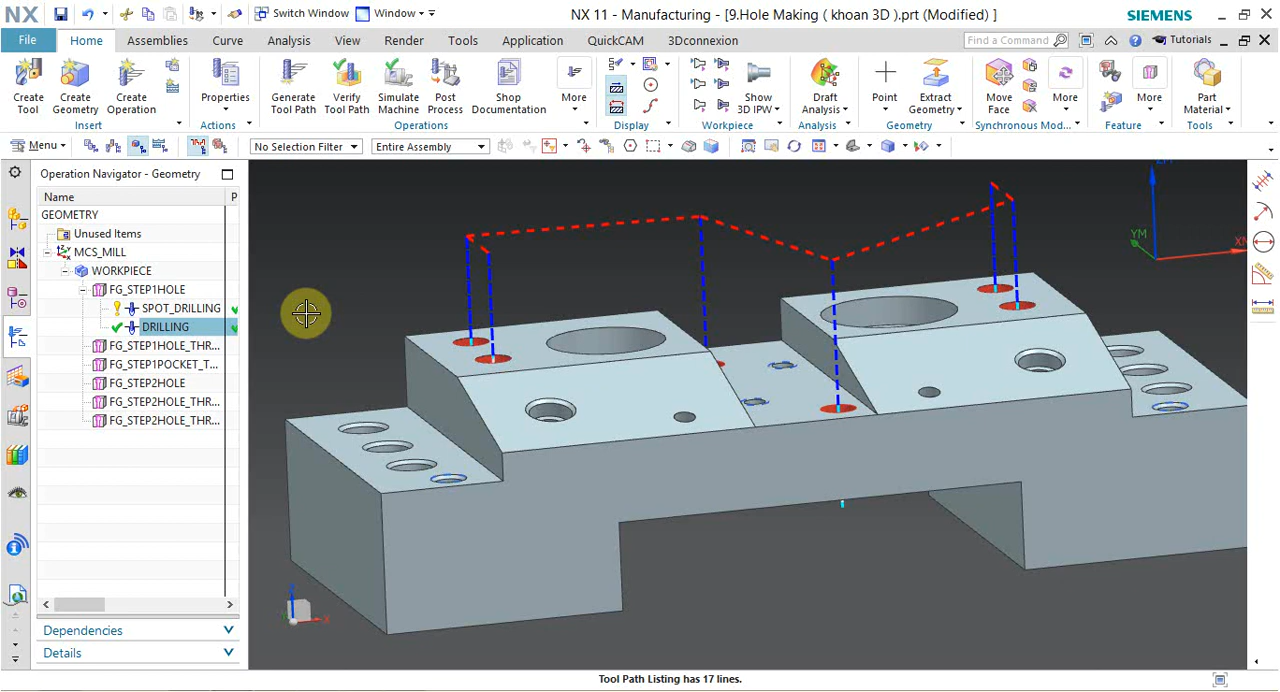 NX
Switch Window
Window
NX 11 - Manufacturing - [9.Hole Making ( khoan 3D ).prt (Modified) ]
SIEMENS
File
Home
Assemblies
Curve
Analysis
View
Render
Tools
Application
QuickCAM
3Dconnexion
Find a Command
Tutorials
Create Tool
Create Geometry
Create Operation
Properties
Generate Tool Path
Verify Tool Path
Simulate Machine
Post Process
Shop Documentation
More
Show 3D IPW
Draft Analysis
Point
Extract Geometry
Move Face
More
More
Part Material
Insert
Actions
Operations
Display
Workpiece
Analysis
Geometry
Synchronous Mod...
Feature
Tools
Menu
No Selection Filter
Entire Assembly
Operation Navigator - Geometry
Name
P
GEOMETRY
Unused Items
MCS_MILL
WORKPIECE
FG_STEP1HOLE
SPOT_DRILLING
DRILLING
FG_STEP1HOLE_THR...
FG_STEP1POCKET_T...
FG_STEP2HOLE
FG_STEP2HOLE_THR...
FG_STEP2HOLE_THR...
Dependencies
Details
YM
X
Tool Path Listing has 17 lines.